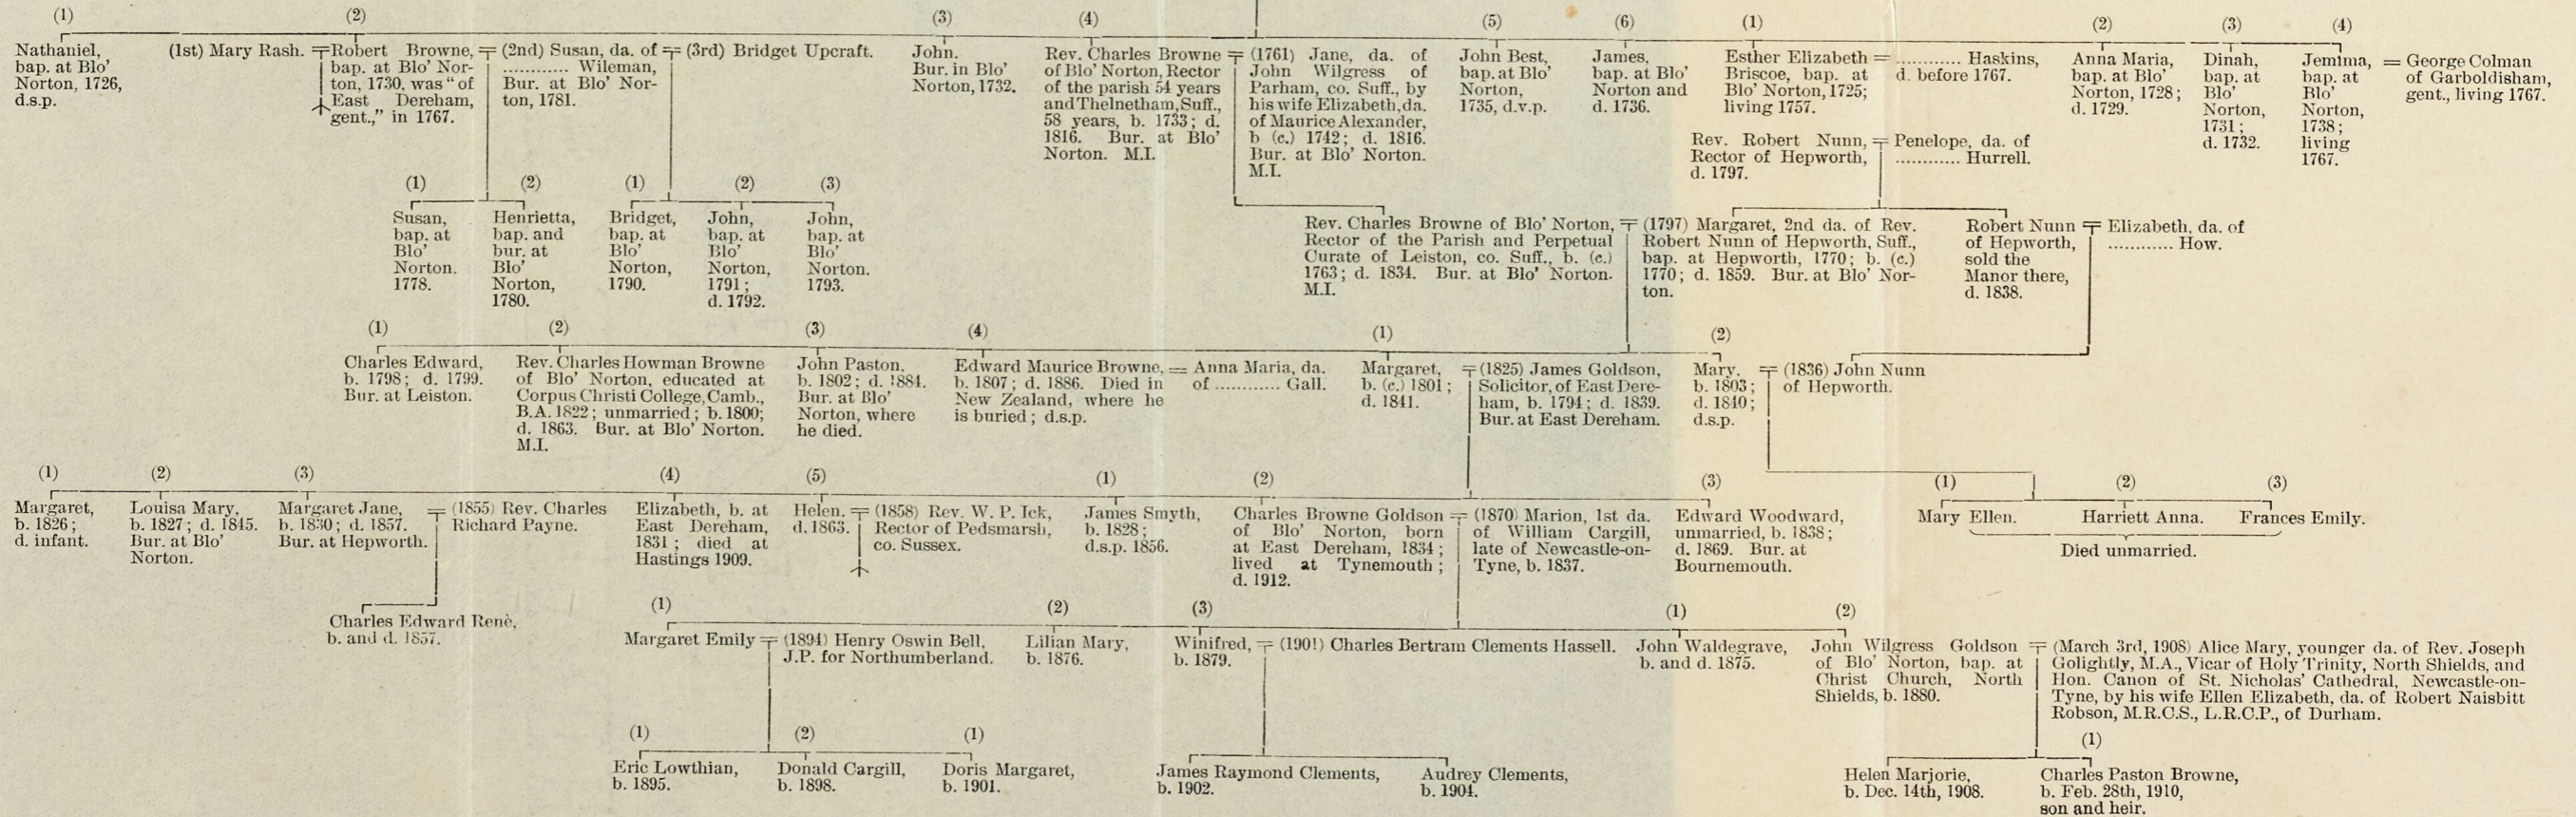 (1) (2) (3) (4) (5) (6) (1) (2) (3) (4)
Nathaniel,
bap. at Blo'
Norton, 1726,
d.s.p.
(1st) Mary Rash.
Robert Browne,
bap. at Blo' Nor-
ton, 1730, was "of
East Dereham,
gent.," in 1767.
(2nd) Susan, da. of
............ Wileman,
Bur. at Blo' Nor-
ton, 1781.
(3rd) Bridget Upcraft.
John.
Bur. in Blo'
Norton, 1732.
Rev. Charles Browne
of Blo' Norton, Rector
of the parish 54 years
and Thelnetham, Suff.,
58 years, b. 1733; d.
1816. Bur. at Blo'
Norton. M.I.
= (1761) Jane, da. of
John Wilgress of
Parham, co. Suff., by
his wife Elizabeth, da.
of Maurice Alexander,
b (c.) 1742; d. 1816.
Bur. at Blo' Norton.
M.I.
John Best,
bap. at Blo'
Norton,
1735, d.v.p.
James,
bap. at Blo'
Norton and
d. 1736.
Esther Elizabeth =
Briscoe, bap. at
Blo' Norton, 1725;
living 1757.
............ Haskins,
d. before 1767.
Anna Maria,
bap. at Blo'
Norton, 1728;
d. 1729.
Dinah,
bap. at
Blo'
Norton,
1731;
d. 1732.
Jemima,
bap. at
Blo'
Norton,
1738;
living
1767.
= George Colman
of Garboldisham,
gent., living 1767.
Rev. Robert Nunn,
Rector of Hepworth,
d. 1797.
= Penelope, da. of
............ Hurrell.
(1) (2) (1) (2) (3)
Susan,
bap. at
Blo'
Norton.
1778.
Henrietta,
bap. and
bur. at
Blo'
Norton,
1780.
Bridget,
bap. at
Blo'
Norton,
1790.
John,
bap. at
Blo'
Norton,
1791;
d. 1792.
John,
bap. at
Blo'
Norton.
1793.
Rev. Charles Browne of Blo' Norton,
Rector of the Parish and Perpetual
Curate of Leiston, co. Suff., b. (c.)
1763; d. 1834. Bur. at Blo' Norton.
M.I.
= (1797) Margaret, 2nd da. of Rev.
Robert Nunn of Hepworth, Suff.,
bap. at Hepworth, 1770; b. (c.)
1770; d. 1859. Bur. at Blo' Nor-
ton.
Robert Nunn
of Hepworth,
sold the
Manor there,
d. 1838.
= Elizabeth, da. of
............ How.
(1) (2) (3) (4) (1) (2)
Charles Edward,
b. 1798; d. 1799.
Bur. at Leiston.
Rev. Charles Howman Browne
of Blo' Norton, educated at
Corpus Christi College, Camb.,
B.A. 1822; unmarried; b. 1800;
d. 1863. Bur. at Blo' Norton.
M.I.
John Paston.
b. 1802; d. 1884.
Bur. at Blo'
Norton, where
he died.
Edward Maurice Browne,
b. 1807; d. 1886. Died in
New Zealand, where he
is buried; d.s.p.
= Anna Maria, da.
of ............ Gall.
Margaret,
b. (c.) 1801;
d. 1841.
= (1825) James Goldson,
Solicitor, of East Dere-
ham, b. 1794; d. 1839.
Bur. at East Dereham.
Mary.
b. 1803;
d. 1840;
d.s.p.
= (1836) John Nunn
of Hepworth.
(1) (2) (3) (4) (5) (1) (2) (3) (1) (2) (3)
Margaret,
b. 1826;
d. infant.
Louisa Mary,
b. 1827; d. 1845.
Bur. at Blo'
Norton.
Margaret Jane,
b. 1830; d. 1857.
Bur. at Hepworth.
= (1855) Rev. Charles
Richard Payne.
Elizabeth, b. at
East Dereham,
1831; died at
Hastings 1909.
Helen.
d. 1863.
= (1858) Rev. W. P. Ick,
Rector of Pedsmarsh,
co. Sussex.
James Smyth,
b. 1828;
d.s.p. 1856.
Charles Browne Goldson
of Blo' Norton, born
at East Dereham, 1834;
lived at Tynemouth;
d. 1912.
= (1870) Marion, 1st da.
of William Cargill,
late of Newcastle-on-
Tyne, b. 1837.
Edward Woodward,
unmarried, b. 1838;
d. 1869. Bur. at
Bournemouth.
Mary Ellen. Harriett Anna. Frances Emily.
Died unmarried.
Charles Edward Renè,
b. and d. 1857.
(1) (2) (3) (1) (2)
Margaret Emily
= (1894) Henry Oswin Bell,
J.P. for Northumberland.
Lilian Mary,
b. 1876.
Winifred,
b. 1879.
= (1901) Charles Bertram Clements Hassell.
John Waldegrave,
b. and d. 1875.
John Wilgress Goldson
of Blo' Norton, bap. at
Christ Church, North
Shields, b. 1880.
= (March 3rd, 1908) Alice Mary, younger da. of Rev. Joseph
Golightly, M.A., Vicar of Holy Trinity, North Shields, and
Hon. Canon of St. Nicholas' Cathedral, Newcastle-on-
Tyne, by his wife Ellen Elizabeth, da. of Robert Naisbitt
Robson, M.R.C.S., L.R.C.P., of Durham.
(1) (2) (1) (1)
Eric Lowthian,
b. 1895.
Donald Cargill,
b. 1898.
Doris Margaret,
b. 1901.
James Raymond Clements,
b. 1902.
Audrey Clements,
b. 1904.
Helen Marjorie,
b. Dec. 14th, 1908.
Charles Paston Browne,
b. Feb. 28th, 1910,
son and heir.